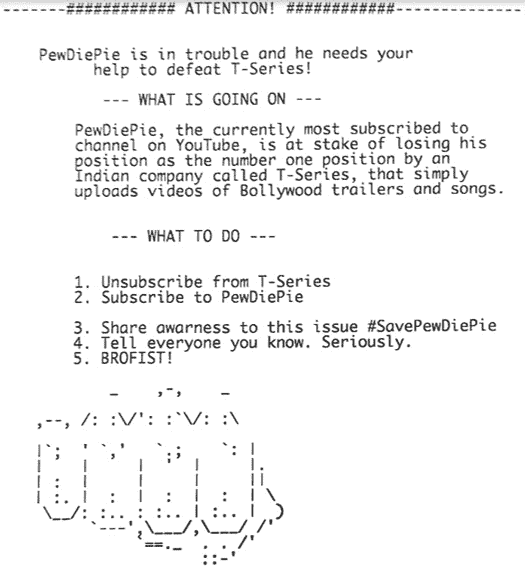 -------############ ATTENTION! ############-------------
PewDiePie is in trouble and he needs your
help to defeat T-Series!
--- WHAT IS GOING ON ---
PewDiePie, the currently most subscribed to
channel on YouTube, is at stake of losing his
position as the number one position by an
Indian company called T-Series, that simply
uploads videos of Bollywood trailers and songs.
--- WHAT TO DO ---
1. Unsubscribe from T-Series
2. Subscribe to PewDiePie
3. Share awarness to this issue #SavePewDiePie
4. Tell everyone you know. Seriously.
5. BROFIST!